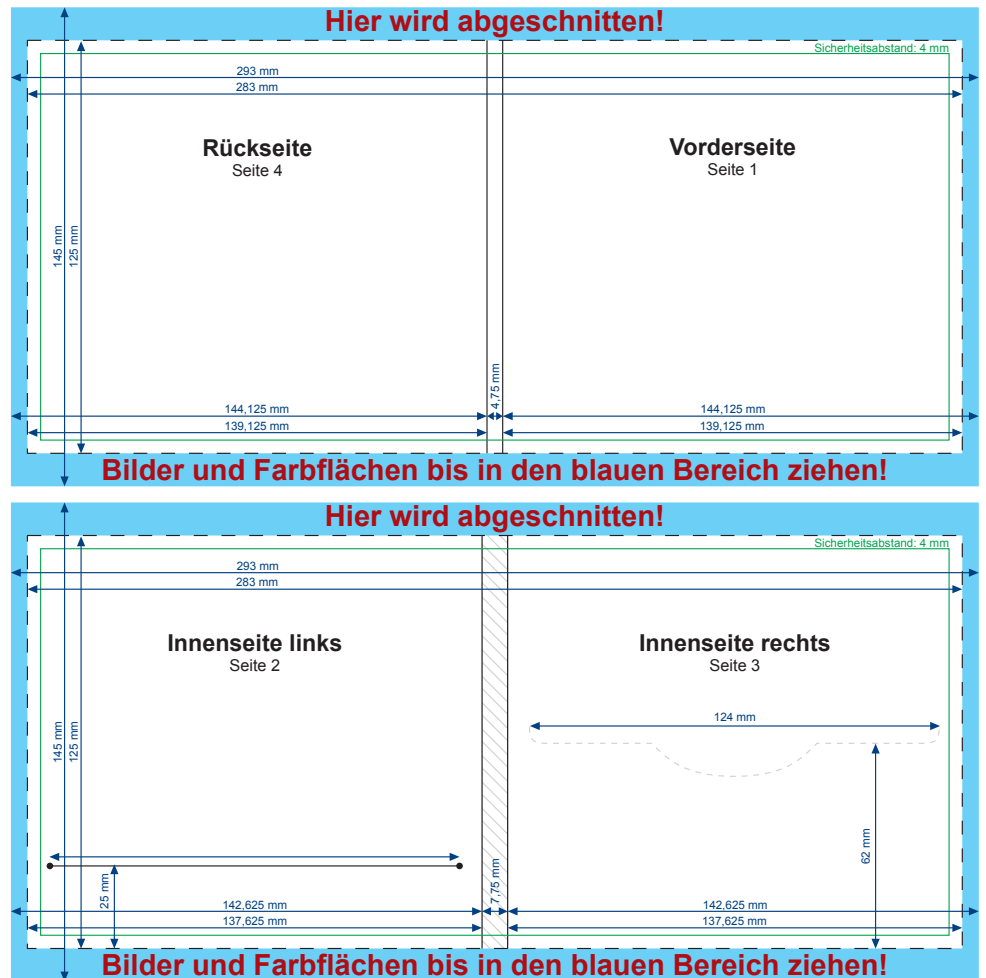 Hier wird abgeschnitten!
Sicherheitsabstand: 4 mm
293 mm
283 mm
Rückseite
Seite 4
Vorderseite
Seite 1
145 mm
125 mm
4,75 mm
144,125 mm
144,125 mm
139,125 mm
139,125 mm
Bilder und Farbflächen bis in den blauen Bereich ziehen!
Hier wird abgeschnitten!
Sicherheitsabstand: 4 mm
293 mm
283 mm
Innenseite links
Seite 2
Innenseite rechts
Seite 3
124 mm
145 mm
125 mm
62 mm
25 mm
7,75 mm
142,625 mm
142,625 mm
137,625 mm
137,625 mm
Bilder und Farbflächen bis in den blauen Bereich ziehen!